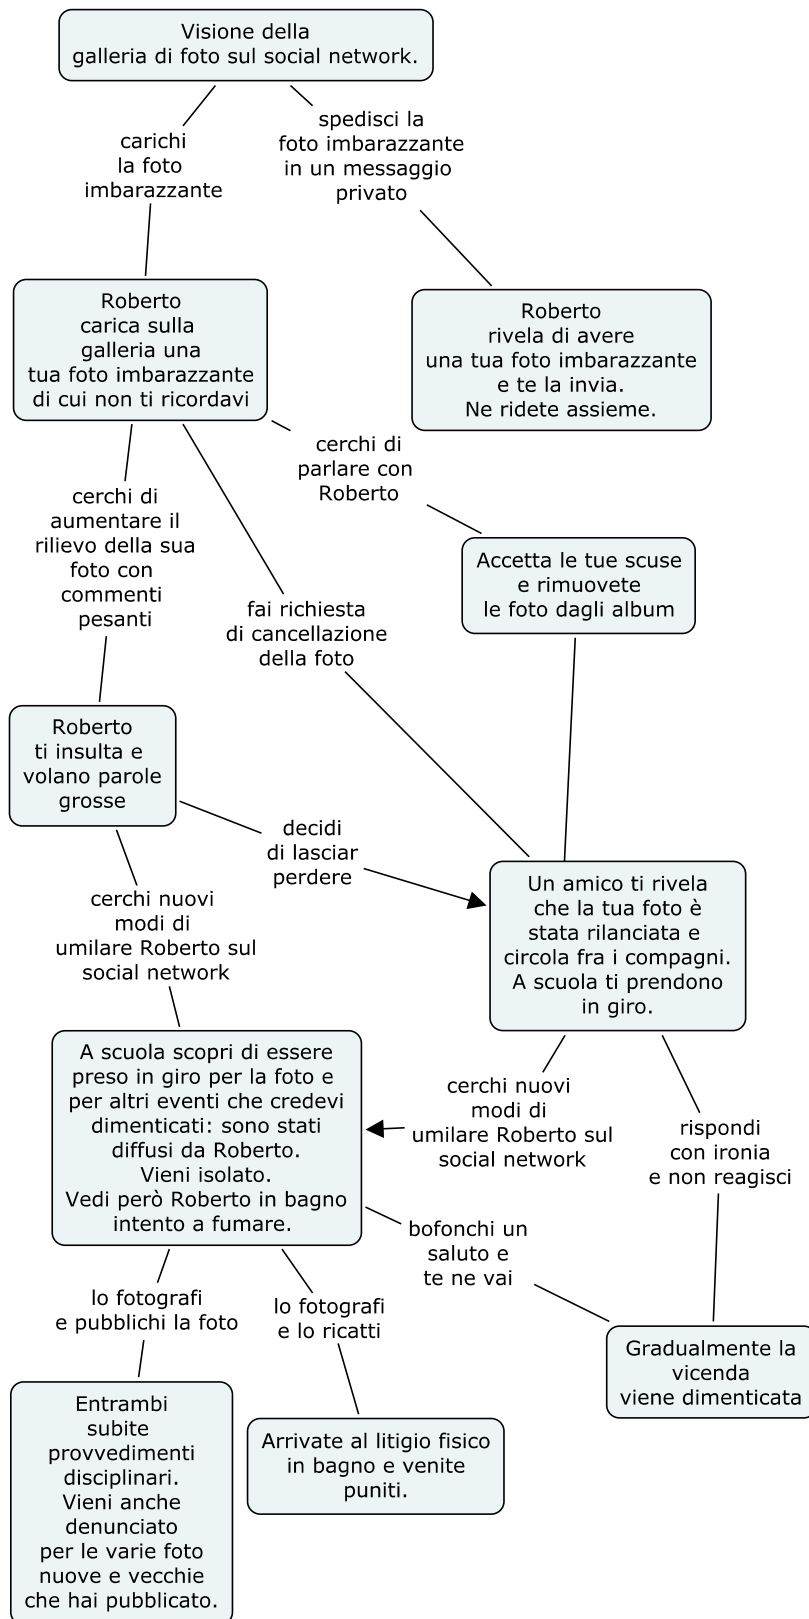 Visione della
galleria di foto sul social network.
carichi
la foto
imbarazzante
spedisci la
foto imbarazzante
in un messaggio
privato
Roberto
carica sulla
galleria una
tua foto imbarazzante
di cui non ti ricordavi
Roberto
rivela di avere
una tua foto imbarazzante
e te la invia.
Ne ridete assieme.
cerchi di
parlare con
Roberto
cerchi di
aumentare il
rilievo della sua
foto con
commenti
pesanti
Accetta le tue scuse
e rimuovete
le foto dagli album
fai richiesta
di cancellazione
della foto
Roberto
ti insulta e
volano parole
grosse
decidi
di lasciar
perdere
Un amico ti rivela
che la tua foto è
stata rilanciata e
circola fra i compagni.
A scuola ti prendono
in giro.
cerchi nuovi
modi di
umilare Roberto sul
social network
A scuola scopri di essere
preso in giro per la foto e
per altri eventi che credevi
dimenticati: sono stati
diffusi da Roberto.
Vieni isolato.
Vedi però Roberto in bagno
intento a fumare.
cerchi nuovi
modi di
umilare Roberto sul
social network
rispondi
con ironia
e non reagisci
bofonchi un
saluto e
te ne vai
lo fotografi
e pubblichi la foto
lo fotografi
e lo ricatti
Gradualmente la
vicenda
viene dimenticata
Entrambi
subite
provvedimenti
disciplinari.
Vieni anche
denunciato
per le varie foto
nuove e vecchie
che hai pubblicato.
Arrivate al litigio fisico
in bagno e venite
puniti.